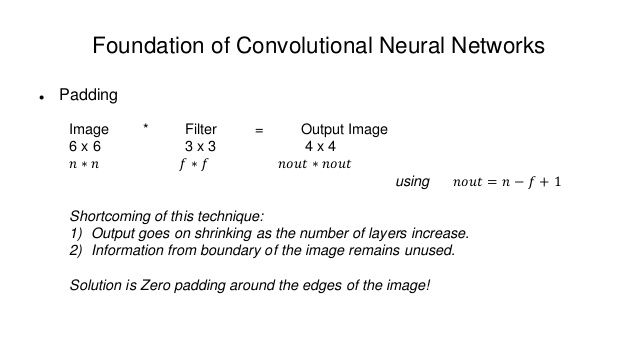 Foundation of Convolutional Neural Networks
• Padding
Image * Filter = Output Image
6 x 6 3 x 3 4 x 4
𝑛 ∗ 𝑛 𝑓 ∗ 𝑓 𝑛𝑜𝑢𝑡 ∗ 𝑛𝑜𝑢𝑡
using 𝑛𝑜𝑢𝑡 = 𝑛 − 𝑓 + 1
Shortcoming of this technique:
1) Output goes on shrinking as the number of layers increase.
2) Information from boundary of the image remains unused.
Solution is Zero padding around the edges of the image!